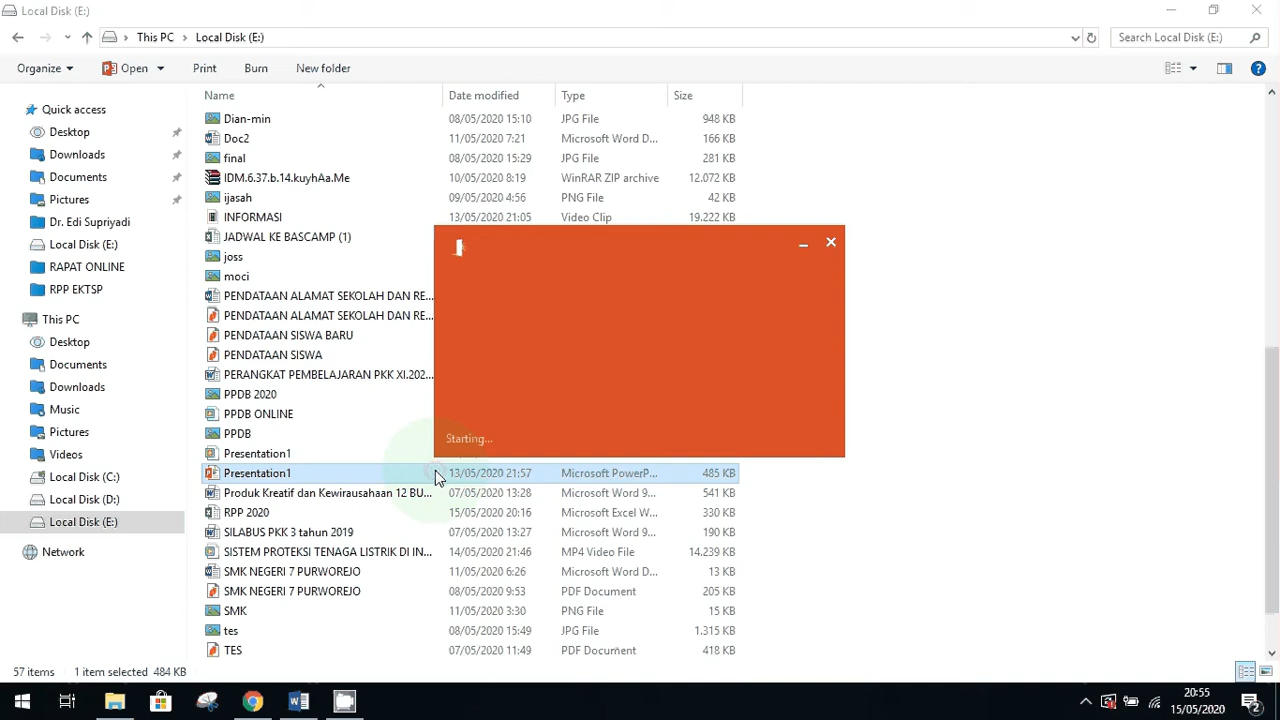 Local Disk (E:)
This PC > Local Disk (E:)
Search Local Disk (E:)
Organize Open Print Burn New folder
Name Date modified Type Size
Quick access
Desktop
Downloads
Documents
Pictures
Dr. Edi Supriyadi
Local Disk (E:)
RAPAT ONLINE
RPP EKTSP
This PC
Desktop
Documents
Downloads
Music
Pictures
Videos
Local Disk (C:)
Local Disk (D:)
Local Disk (E:)
Network
Dian-min 08/05/2020 15:10 JPG File 948 KB
Doc2 11/05/2020 7:21 Microsoft Word D... 166 KB
final 08/05/2020 15:29 JPG File 281 KB
IDM.6.37.b.14.kuyhAa.Me 10/05/2020 8:19 WinRAR ZIP archive 12.072 KB
ijasah 09/05/2020 4:56 PNG File 42 KB
INFORMASI 13/05/2020 21:05 Video Clip 19.222 KB
JADWAL KE BASCAMP (1)
joss
moci
PENDATAAN ALAMAT SEKOLAH DAN RE...
PENDATAAN ALAMAT SEKOLAH DAN RE...
PENDATAAN SISWA BARU
PENDATAAN SISWA
PERANGKAT PEMBELAJARAN PKK XI.202...
PPDB 2020
PPDB ONLINE
PPDB
Presentation1
Starting...
Presentation1 13/05/2020 21:57 Microsoft PowerP... 485 KB
Produk Kreatif dan Kewirausahaan 12 BU... 07/05/2020 13:28 Microsoft Word 9... 541 KB
RPP 2020 15/05/2020 20:16 Microsoft Excel W... 330 KB
SILABUS PKK 3 tahun 2019 07/05/2020 13:27 Microsoft Word 9... 190 KB
SISTEM PROTEKSI TENAGA LISTRIK DI IN... 14/05/2020 21:46 MP4 Video File 14.239 KB
SMK NEGERI 7 PURWOREJO 11/05/2020 6:26 Microsoft Word D... 13 KB
SMK NEGERI 7 PURWOREJO 08/05/2020 9:53 PDF Document 205 KB
SMK 11/05/2020 3:30 PNG File 15 KB
tes 08/05/2020 15:49 JPG File 1.315 KB
TES 07/05/2020 11:49 PDF Document 418 KB
57 items 1 item selected 484 KB
20:55
15/05/2020
2